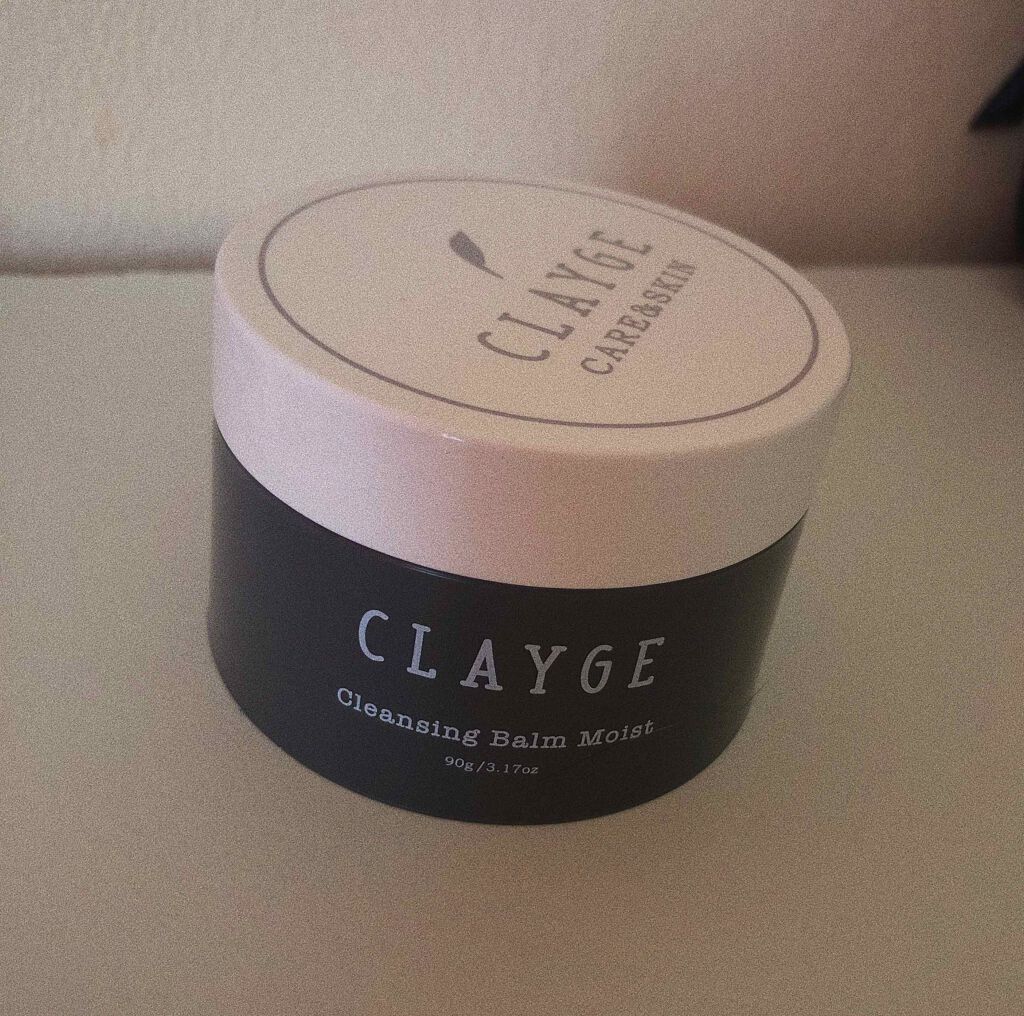 CLAYGE
CARE&SKIN
CLAYGE
Cleansing Balm Moist
90g/3.17oz